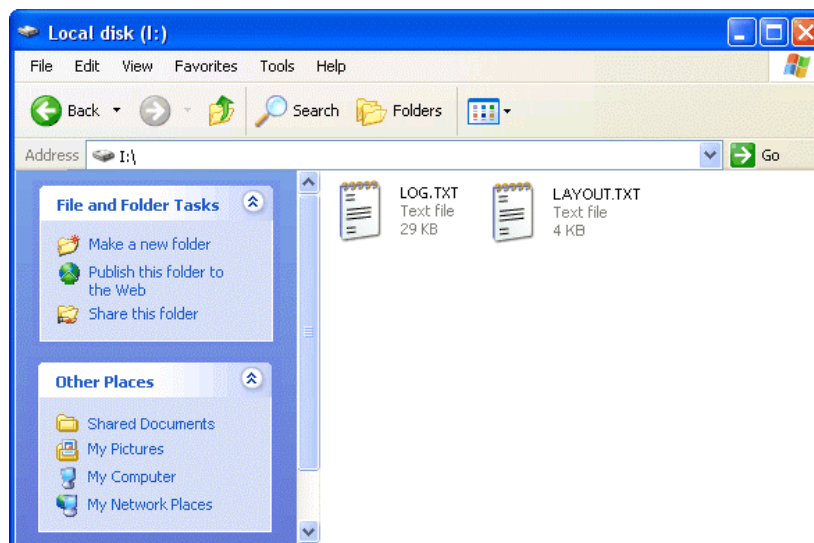 Local disk (I:)
File Edit View Favorites Tools Help
Back Search Folders
Address I:\ Go
File and Folder Tasks
Make a new folder
Publish this folder to
the Web
Share this folder
Other Places
Shared Documents
My Pictures
My Computer
My Network Places
LOG.TXT
Text file
29 KB
LAYOUT.TXT
Text file
4 KB